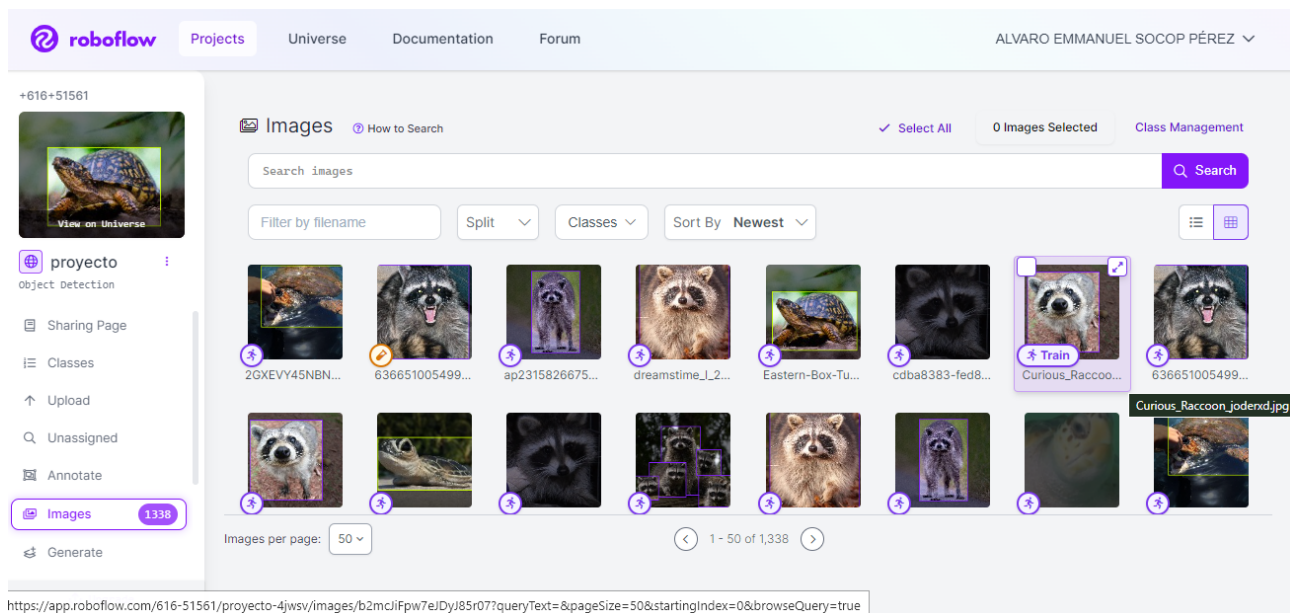 roboflow Projects Universe Documentation Forum ALVARO EMMANUEL SOCOP PÉREZ
+616+51561
View on Universe
proyecto
Object Detection
Sharing Page
Classes
Upload
Unassigned
Annotate
Images 1338
Generate
Images How to Search Select All 0 Images Selected Class Management
Search images Search
Filter by filename Split Classes Sort By Newest
Train
2GXEVY45NBN... 636651005499... ap2315826675... dreamstime_l_2... Eastern-Box-Tu... cdba8383-fed8... Curious_Raccoo... 636651005499...
Curious_Raccoon_joderxd.jpg
Images per page: 50 1 - 50 of 1,338
https://app.roboflow.com/616-51561/proyecto-4jwsv/images/b2mcJiFpw7eJDyJ85r07?queryText=&pageSize=50&startingIndex=0&browseQuery=true